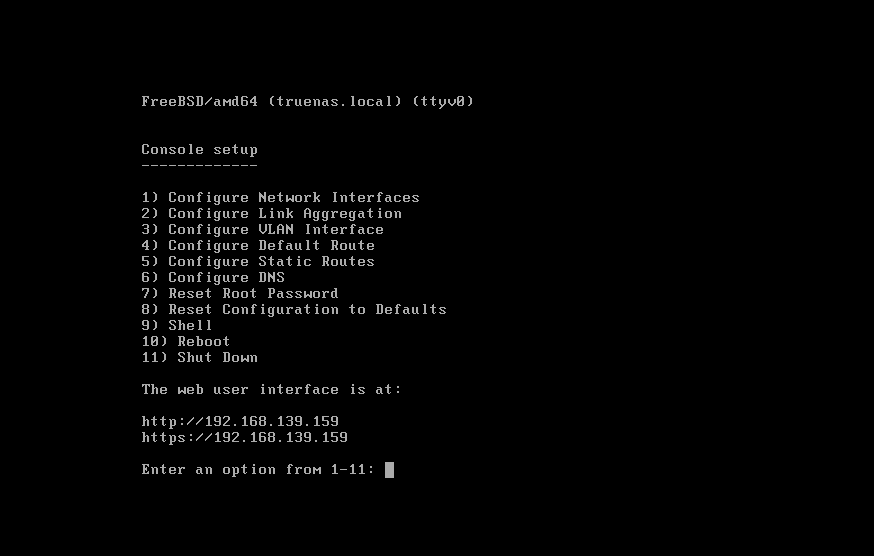 FreeBSD/amd64 (truenas.local) (ttyv0)
Console setup
-------------
1) Configure Network Interfaces
2) Configure Link Aggregation
3) Configure VLAN Interface
4) Configure Default Route
5) Configure Static Routes
6) Configure DNS
7) Reset Root Password
8) Reset Configuration to Defaults
9) Shell
10) Reboot
11) Shut Down
The web user interface is at:
http://192.168.139.159
https://192.168.139.159
Enter an option from 1-11: